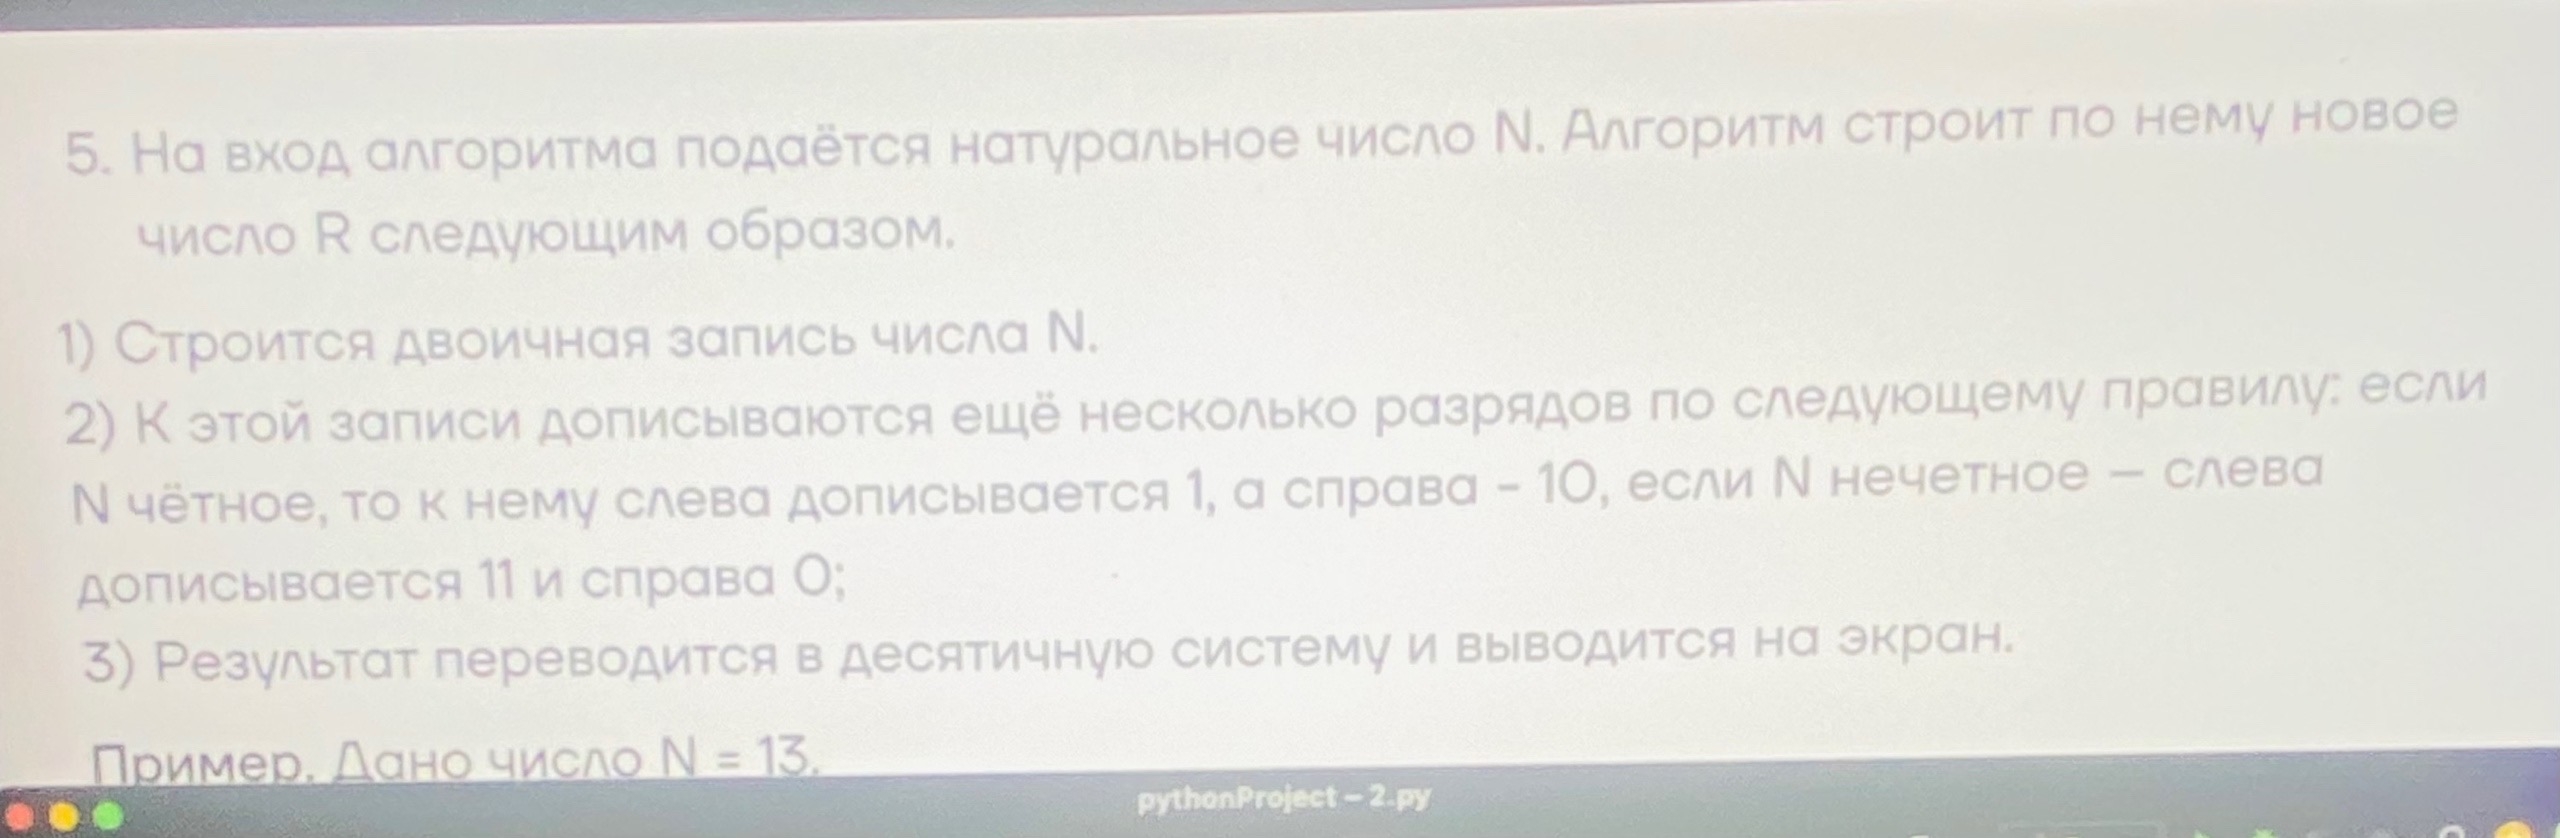 5. На вход алгоритма подаётся натуральное число N. Алгоритм строит по нему новое
число R следующим образом.
1) Строится двоичная запись числа N.
2) К этой записи дописываются ещё несколько разрядов по следующему правилу: если
N чётное, то к нему слева дописывается 1, а справа - 10, если N нечетное — слева
дописывается 11 и справа 0;
3) Результат переводится в десятичную систему и выводится на экран.
Пример. Дано число N = 13.
pythonProject – 2.py